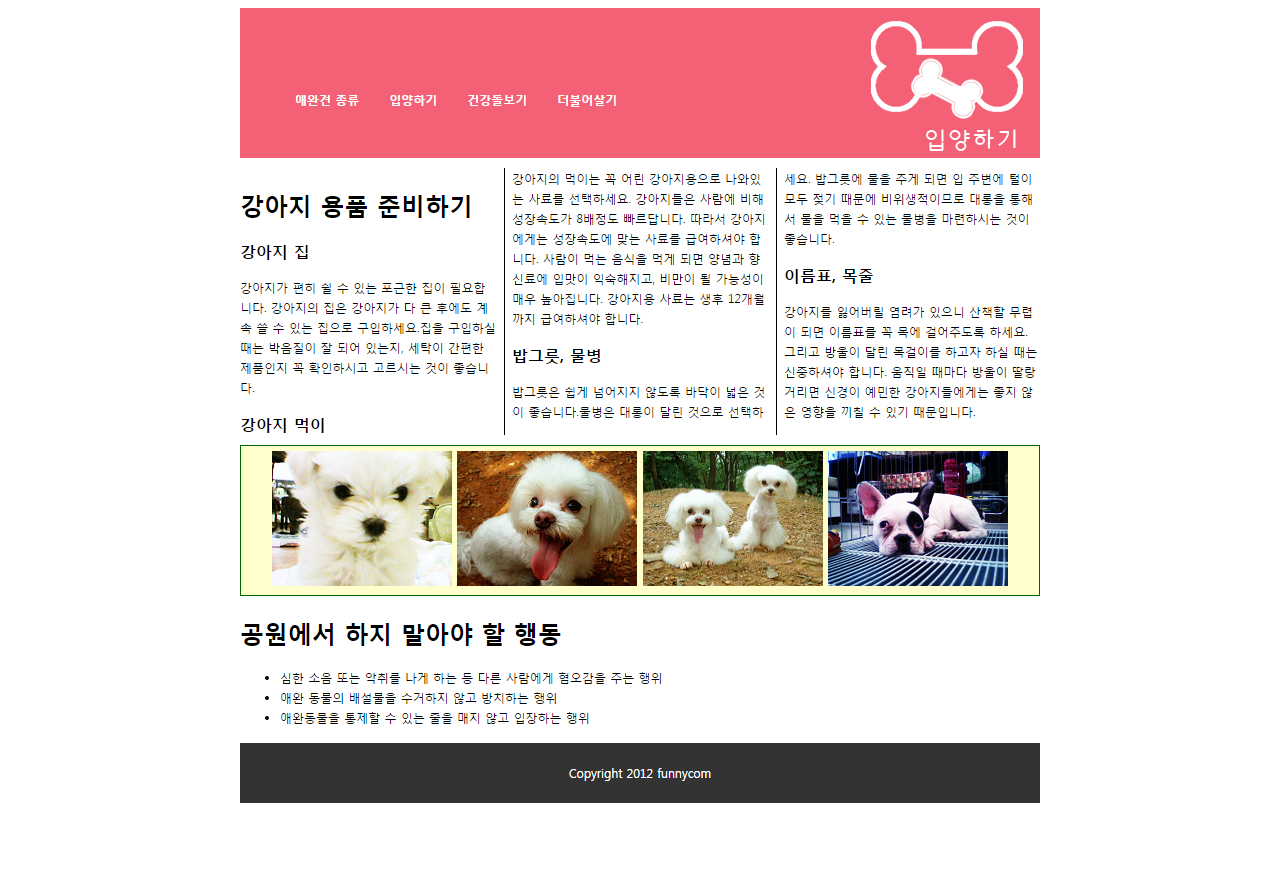 애완견 종류 입양하기 건강돌보기 더불어살기
입양하기
강아지 용품 준비하기
강아지 집
강아지가 편히 쉴 수 있는 포근한 집이 필요합
니다. 강아지의 집은 강아지가 다 큰 후에도 계
속 쓸 수 있는 집으로 구입하세요.집을 구입하실
때는 박음질이 잘 되어 있는지, 세탁이 간편한
제품인지 꼭 확인하시고 고르시는 것이 좋습니
다.
강아지 먹이
강아지의 먹이는 꼭 어린 강아지용으로 나와있
는 사료를 선택하세요. 강아지들은 사람에 비해
성장속도가 8배정도 빠르답니다. 따라서 강아지
에게는 성장속도에 맞는 사료를 급여하셔야 합
니다. 사람이 먹는 음식을 먹게 되면 양념과 향
신료에 입맛이 익숙해지고, 비만이 될 가능성이
매우 높아집니다. 강아지용 사료는 생후 12개월
까지 급여하셔야 합니다.
밥그릇, 물병
밥그릇은 쉽게 넘어지지 않도록 바닥이 넓은 것
이 좋습니다.물병은 대롱이 달린 것으로 선택하
세요. 밥그릇에 물을 주게 되면 입 주변에 털이
모두 젖기 때문에 비위생적이므로 대롱을 통해
서 물을 먹을 수 있는 물병을 마련하시는 것이
좋습니다.
이름표, 목줄
강아지를 잃어버릴 염려가 있으니 산책할 무렵
이 되면 이름표를 꼭 목에 걸어주도록 하세요.
그리고 방울이 달린 목걸이를 하고자 하실 때는
신중하셔야 합니다. 움직일 때마다 방울이 딸랑
거리면 신경이 예민한 강아지들에게는 좋지 않
은 영향을 끼칠 수 있기 때문입니다.
공원에서 하지 말아야 할 행동
• 심한 소음 또는 악취를 나게 하는 등 다른 사람에게 혐오감을 주는 행위
• 애완 동물의 배설물을 수거하지 않고 방치하는 행위
• 애완동물을 통제할 수 있는 줄을 매지 않고 입장하는 행위
Copyright 2012 funnycom